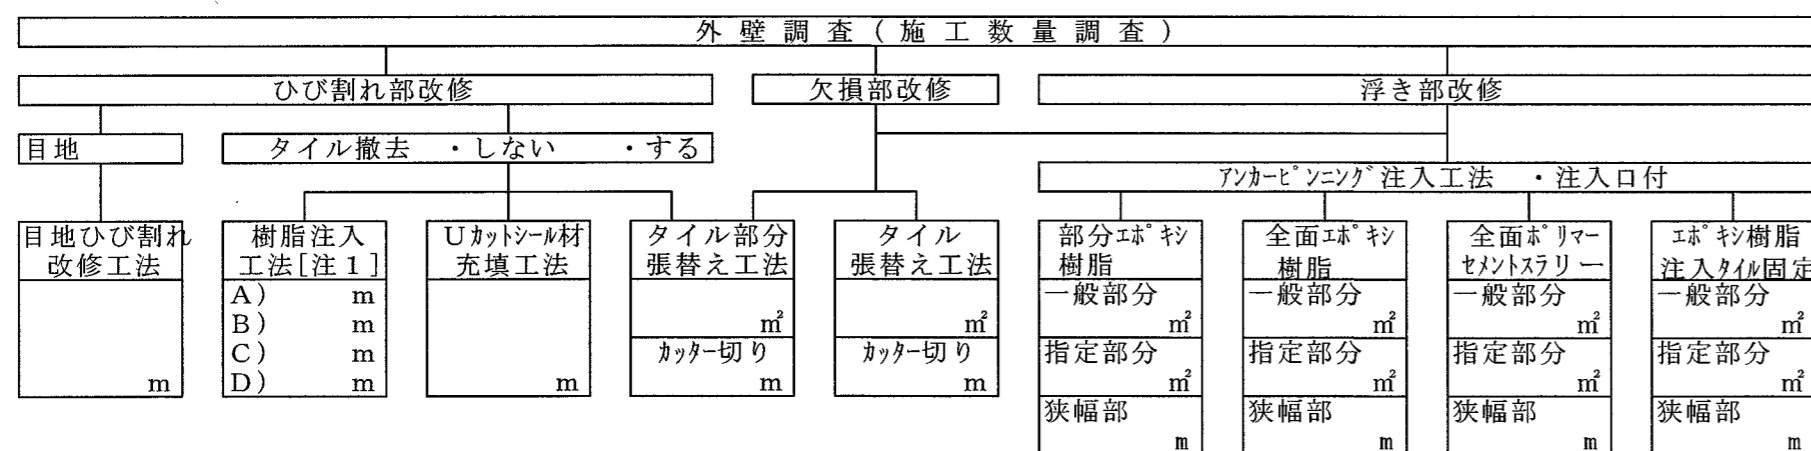 外壁調査(施工数量調査)
ひび割れ部改修
欠損部改修
浮き部改修
目地
タイル撤去 ・しない ・する
アンカーピンニング注入工法 ・注入口付
目地ひび割れ
改修工法
m
樹脂注入
工法[注1]
A) m
B) m
C) m
D) m
Uカットシール材
充填工法
m
タイル部分
張替え工法
㎡
カッター切り
m
タイル
張替え工法
㎡
カッター切り
m
部分エポキシ
樹脂
一般部分
㎡
指定部分
㎡
狭幅部
m
全面エポキシ
樹脂
一般部分
㎡
指定部分
㎡
狭幅部
m
全面ポリマー
セメントスラリー
一般部分
㎡
指定部分
㎡
狭幅部
m
エポキシ樹脂
注入タイル固定
一般部分
㎡
指定部分
㎡
狭幅部
m